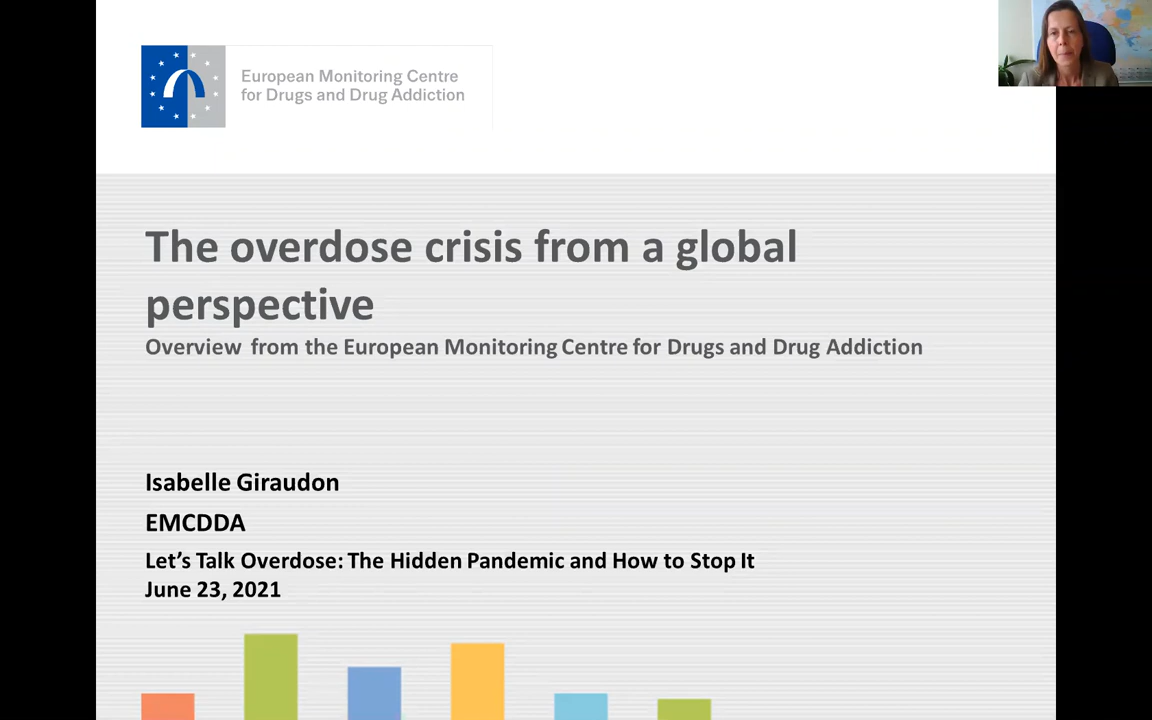 European Monitoring Centre
for Drugs and Drug Addiction
The overdose crisis from a global
perspective
Overview from the European Monitoring Centre for Drugs and Drug Addiction
Isabelle Giraudon
EMCDDA
Let’s Talk Overdose: The Hidden Pandemic and How to Stop It
June 23, 2021